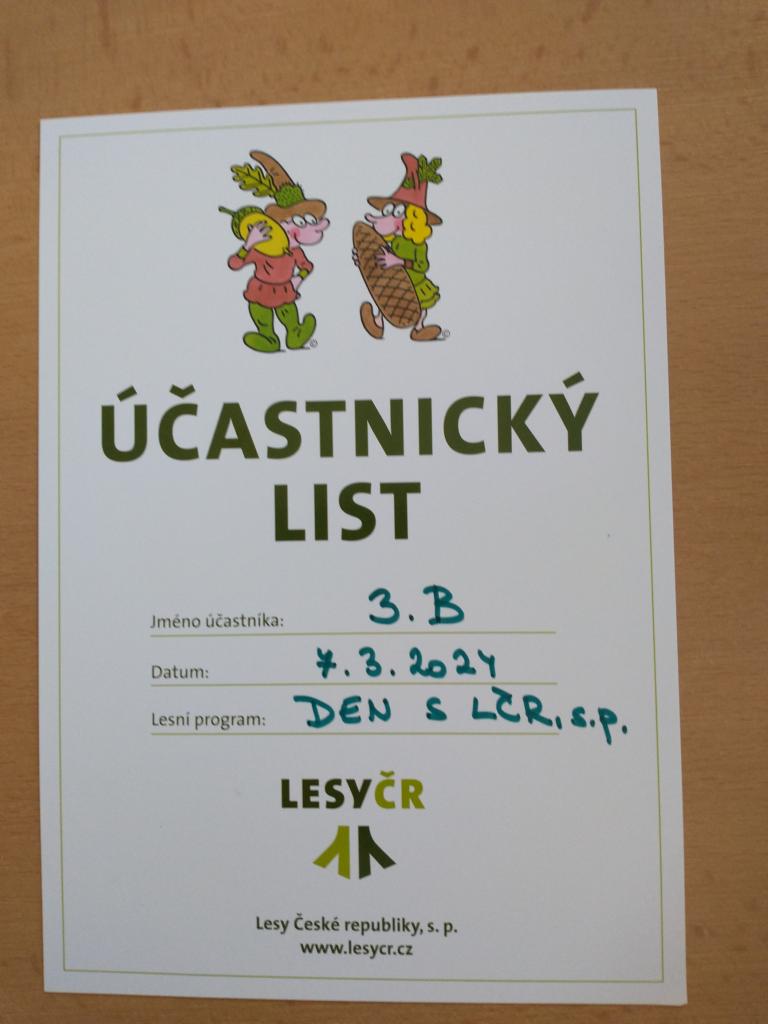 ÚČASTNICKÝ
LIST
Jméno účastníka: 3.B
Datum: 7.3.2024
Lesní program: DEN S LČR, s.p.
LESYČR
Lesy České republiky, s. p.
www.lesycr.cz